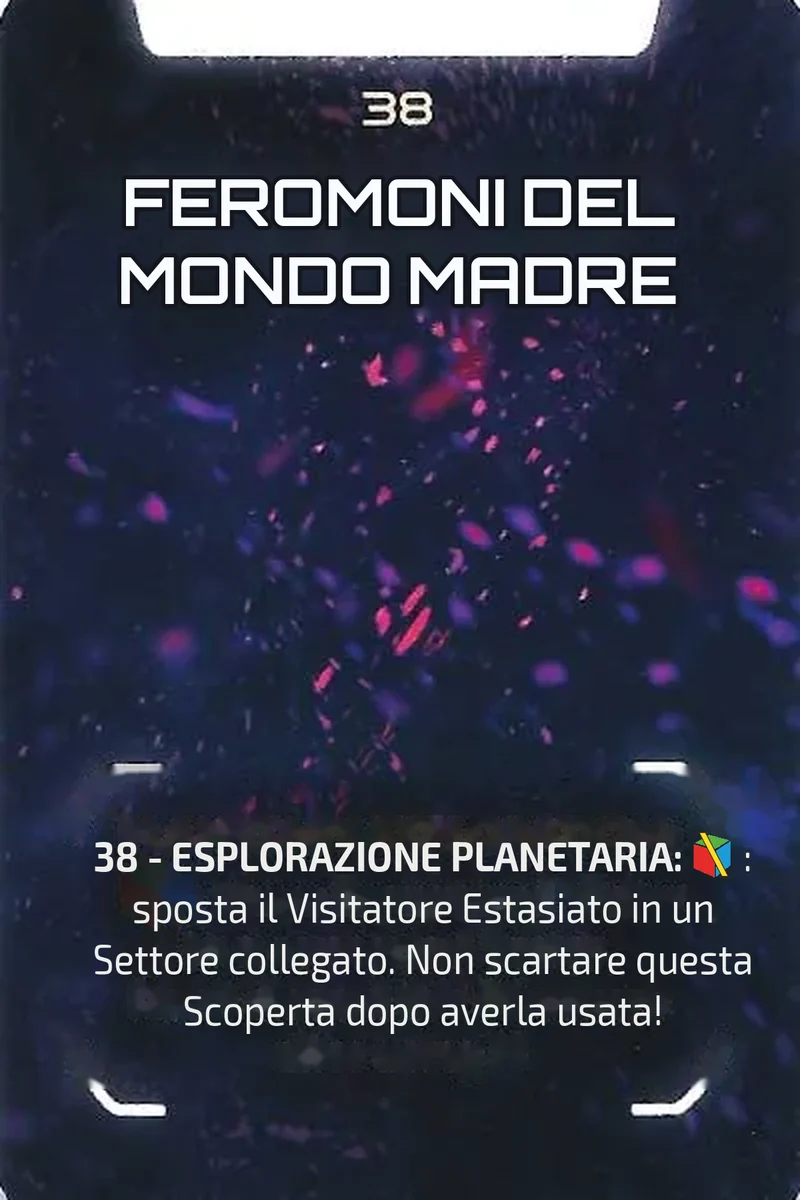 38
FEROMONI DEL
MONDO MADRE
38 - ESPLORAZIONE PLANETARIA: :
sposta il Visitatore Estasiato in un
Settore collegato. Non scartare questa
Scoperta dopo averla usata!